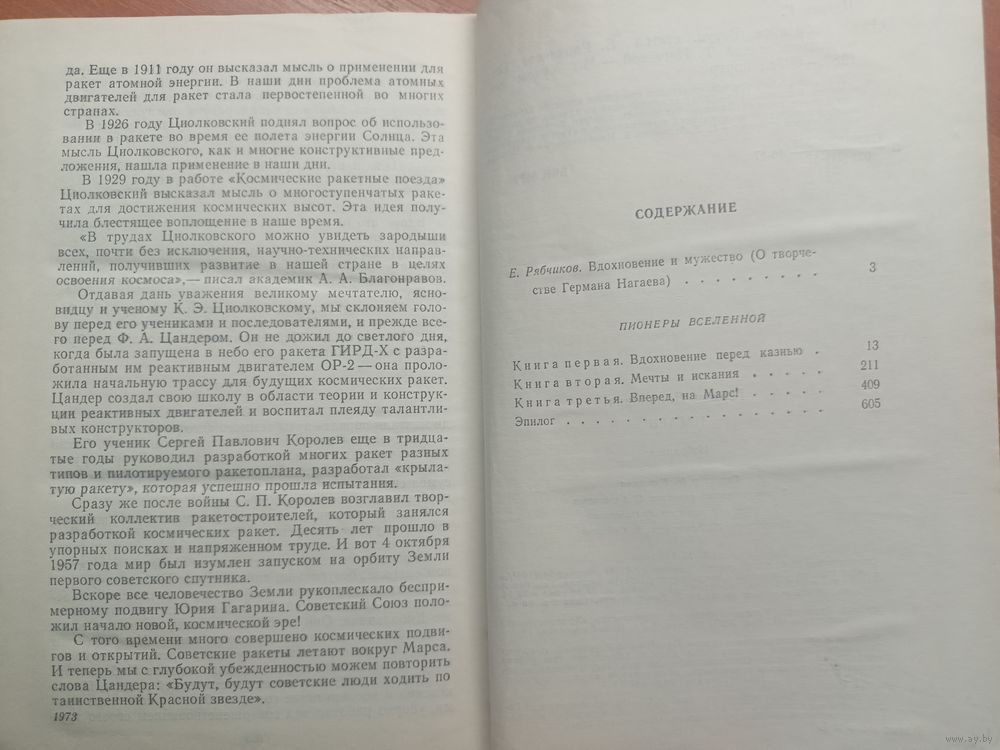 да. Еще в 1911 году он высказал мысль о применении для
ракет атомной энергии. В наши дни проблема атомных
двигателей для ракет стала первостепенной во многих
странах.
В 1926 году Циолковский поднял вопрос об использо-
вании в ракете во время ее полета энергии Солнца. Эта
мысль Циолковского, как и многие конструктивные пред-
ложения, нашла применение в наши дни.
В 1929 году в работе «Космические ракетные поезда»
Циолковский высказал мысль о многоступенчатых раке-
тах для достижения космических высот. Эта идея полу-
чила блестящее воплощение в наше время.
«В трудах Циолковского можно увидеть зародыши
всех, почти без исключения, научно-технических направ-
лений, получивших развитие в нашей стране в целях
освоения космоса»,— писал академик А. А. Благонравов.
Отдавая дань уважения великому мечтателю, ясно-
видцу и ученому К. Э. Циолковскому, мы склоняем голо-
ву перед его учениками и последователями, и прежде все-
го перед Ф. А. Цандером. Он не дожил до светлого дня,
когда была запущена в небо его ракета ГИРД-X с разра-
ботанным им реактивным двигателем ОР-2 — она про-
ложила начальную трассу для будущих космических ракет.
Цандер создал свою школу в области теории и конструк-
ции реактивных двигателей и воспитал плеяду талантли-
вых конструкторов.
Его ученик Сергей Павлович Королев еще в тридца-
тые годы руководил разработкой многих ракет разных
типов и пилотируемого ракетоплана, разработал «крыла-
тую ракету», которая успешно прошла испытания.
Сразу же после войны С. П. Королев возглавил твор-
ческий коллектив ракетостроителей, который занялся
разработкой космических ракет. Десять лет прошло в
упорных поисках и напряженном труде. И вот 4 октября
1957 года мир был изумлен запуском на орбиту Земли
первого советского спутника.
Вскоре все человечество Земли рукоплескало беспри-
мерному подвигу Юрия Гагарина. Советский Союз поло-
жил начало новой, космической эре!
С того времени много совершено космических подви-
гов и открытий. Советские ракеты летают вокруг Марса.
И теперь мы с глубокой убежденностью можем повторить
слова Цандера: «Будут, будут советские люди ходить по
таинственной Красной звезде».
1973
СОДЕРЖАНИЕ
Е. Рябчиков. Вдохновение и мужество (О творче-
стве Германа Нагаева) . . . . . . . . 3
ПИОНЕРЫ ВСЕЛЕННОЙ
Книга первая. Вдохновение перед казнью . 13
Книга вторая. Мечты и искания . . . . . 211
Книга третья. Вперед, на Марс! . . . . . 409
Эпилог . . . . . . . . . . . . . . 605
www.ay.by